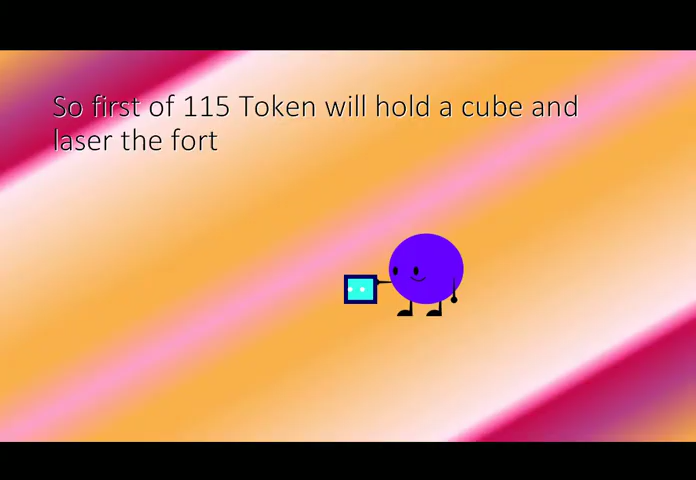 So first of 115 Token will hold a cube and
laser the fort